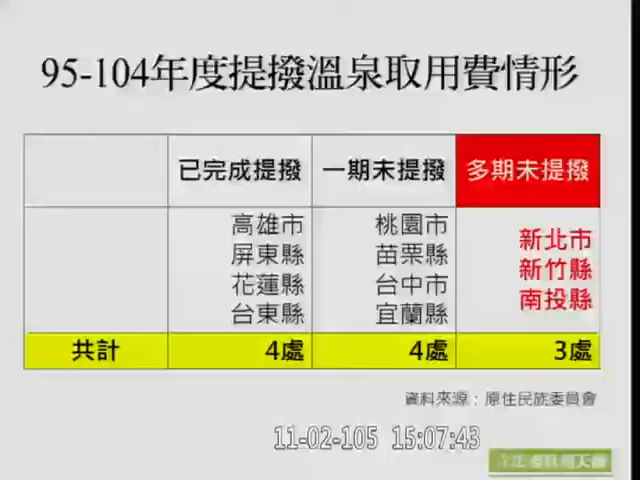 95-104年度提撥溫泉取用費情形
已完成提撥 一期未提撥 多期未提撥
高雄市 桃園市
屏東縣 苗栗縣 新北市
花蓮縣 台中市 新竹縣
台東縣 宜蘭縣 南投縣
共計 4處 4處 3處
資料來源：原住民族委員會
11-02-105 15:07:43